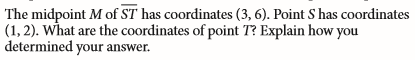 The midpoint M of S̅T̅ has coordinates (3, 6). Point S has coordinates
(1, 2). What are the coordinates of point T? Explain how you
determined your answer.